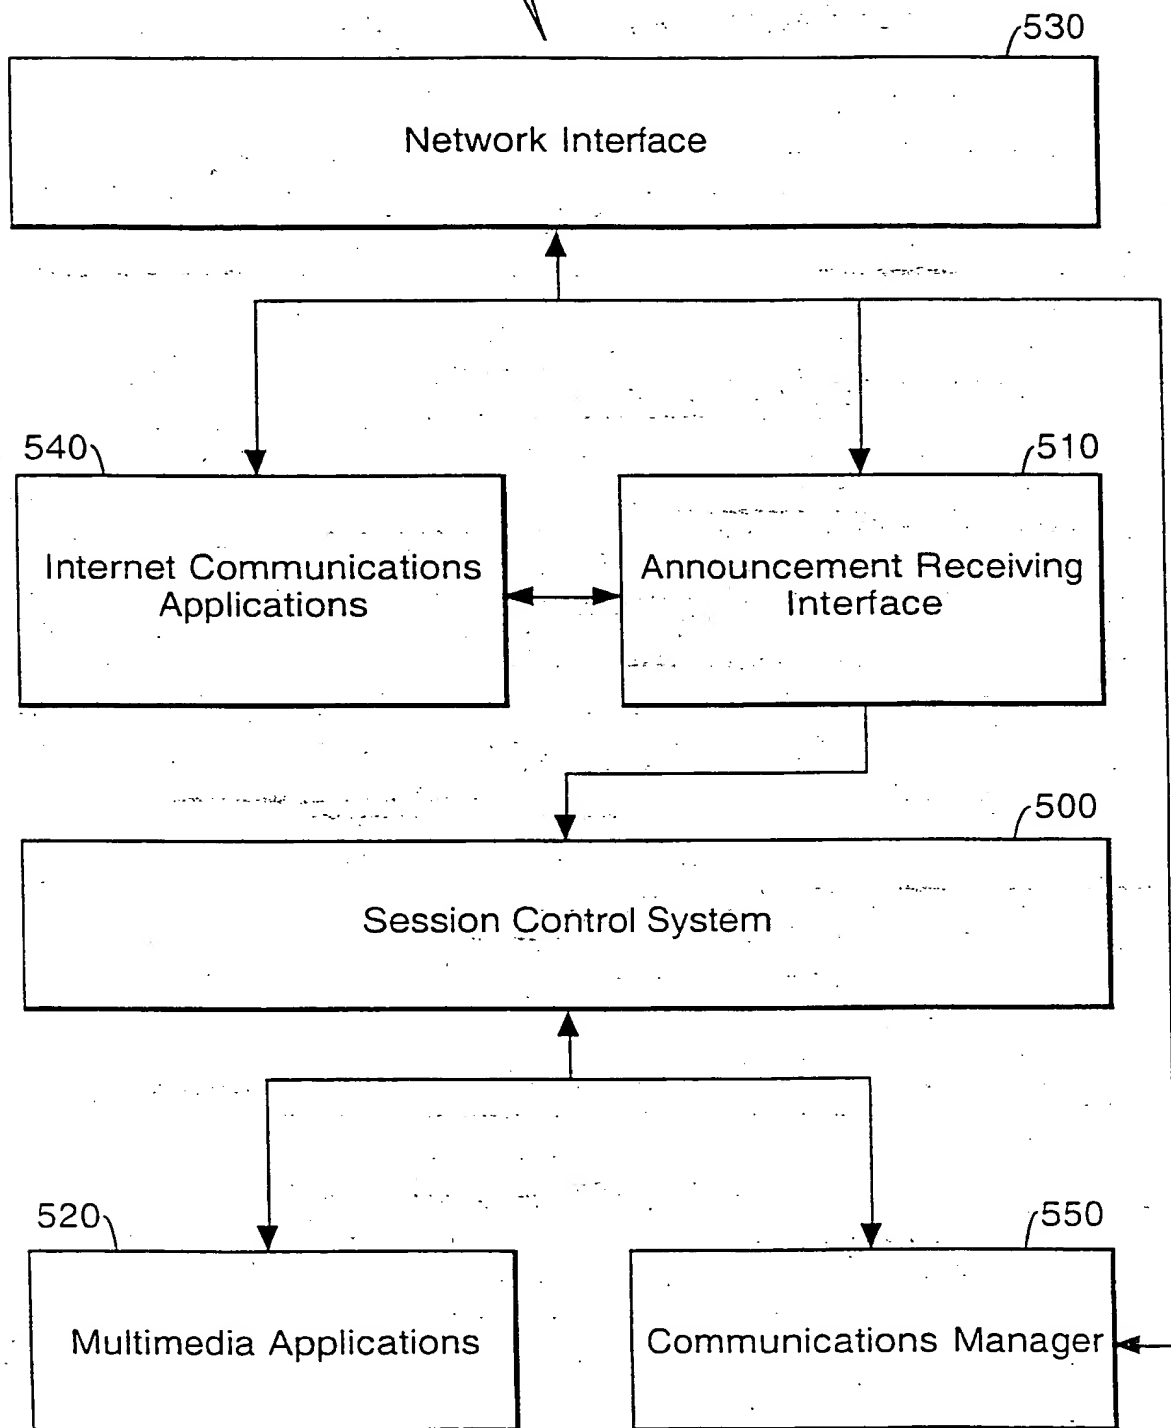 530
Network Interface
540
510
Internet Communications
Applications
Announcement Receiving
Interface
500
Session Control System
520
550
Multimedia Applications
Communications Manager